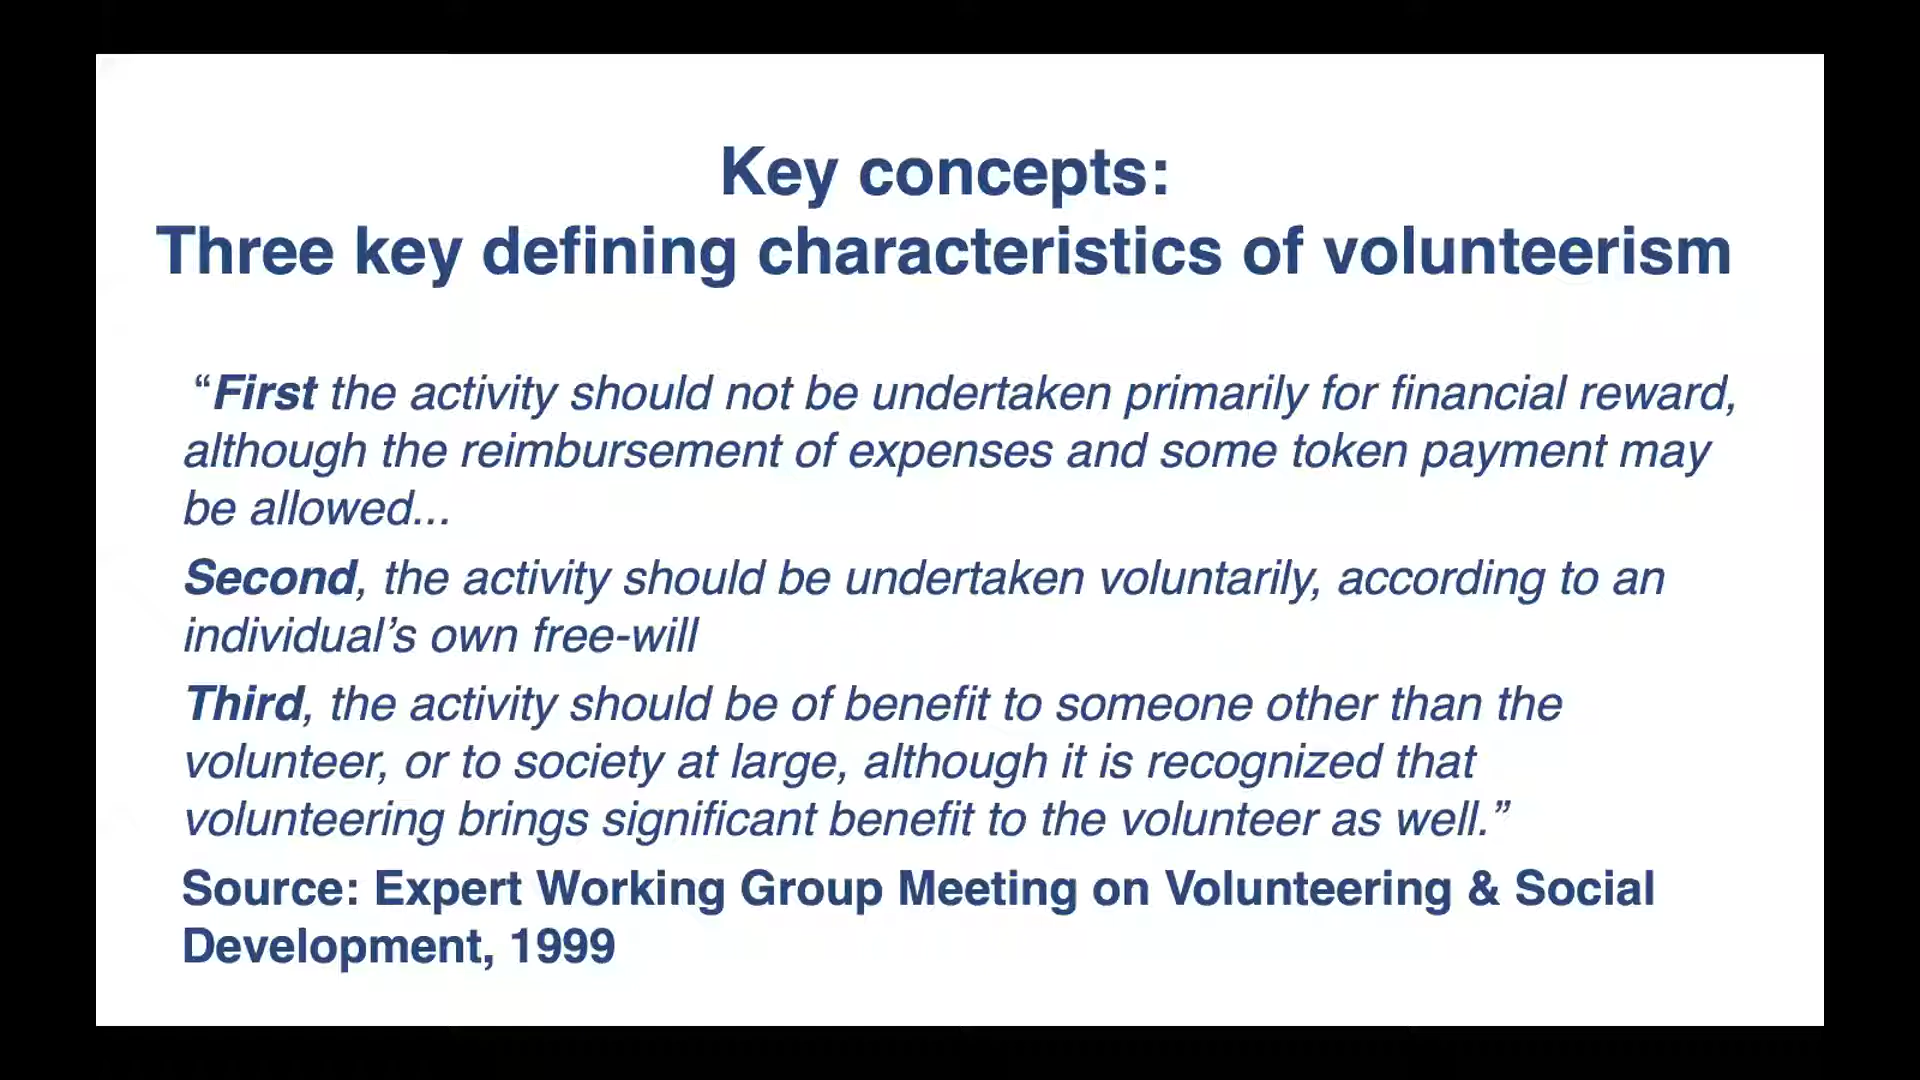 Key concepts:
Three key defining characteristics of volunteerism
“First the activity should not be undertaken primarily for financial reward,
although the reimbursement of expenses and some token payment may
be allowed...
Second, the activity should be undertaken voluntarily, according to an
individual’s own free-will
Third, the activity should be of benefit to someone other than the
volunteer, or to society at large, although it is recognized that
volunteering brings significant benefit to the volunteer as well.”
Source: Expert Working Group Meeting on Volunteering & Social
Development, 1999